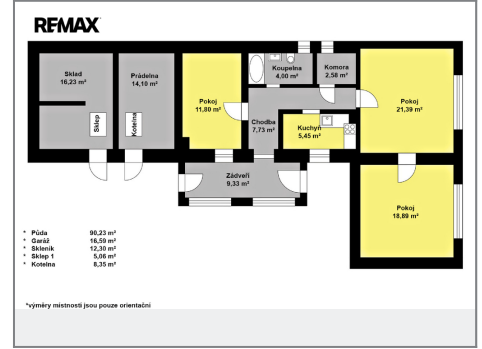 RE/MAX
Sklad
16,23 m²
Prádelna
14,10 m²
Pokoj
11,80 m²
Koupelna
4,00 m²
Komora
2,58 m²
Pokoj
21,39 m²
Sklep
Kotelna
Chodba
7,73 m²
Kuchyň
5,45 m²
Zádveří
9,33 m²
Pokoj
18,89 m²
* Půda 90,23 m²
* Garáž 16,59 m²
* Skleník 12,30 m²
* Sklep 1 5,06 m²
* Kotelna 8,35 m²
*výměry místností jsou pouze orientační